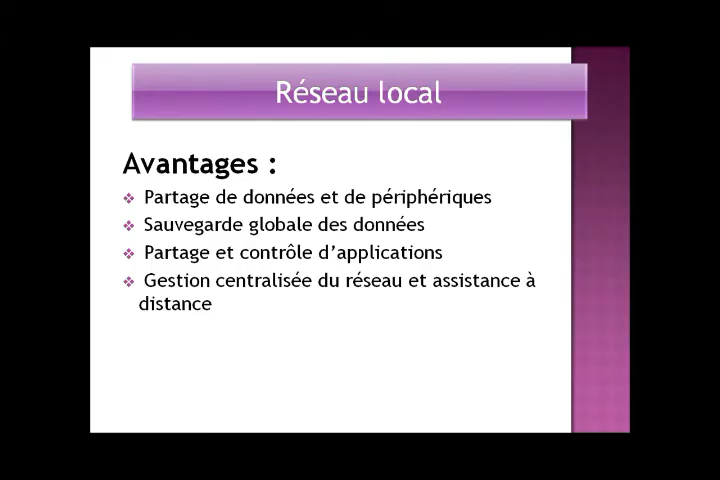 Réseau local
Avantages :
Partage de données et de périphériques
Sauvegarde globale des données
Partage et contrôle d’applications
Gestion centralisée du réseau et assistance à
distance